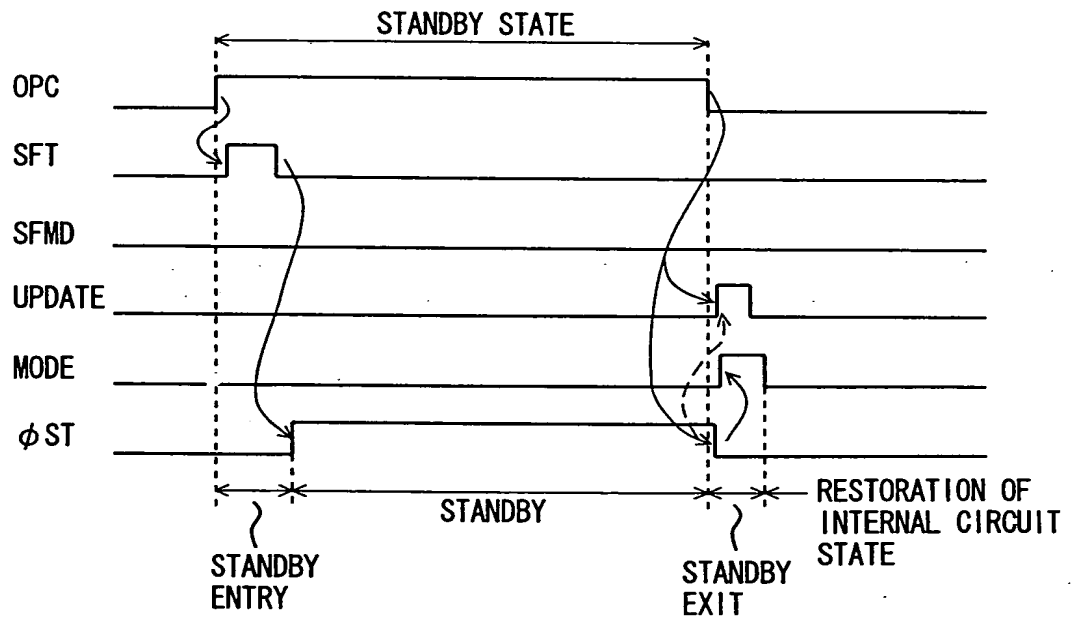 STANDBY STATE
OPC
SFT
SFMD
UPDATE
MODE
φST
STANDBY
RESTORATION OF
INTERNAL CIRCUIT
STATE
STANDBY
ENTRY
STANDBY
EXIT